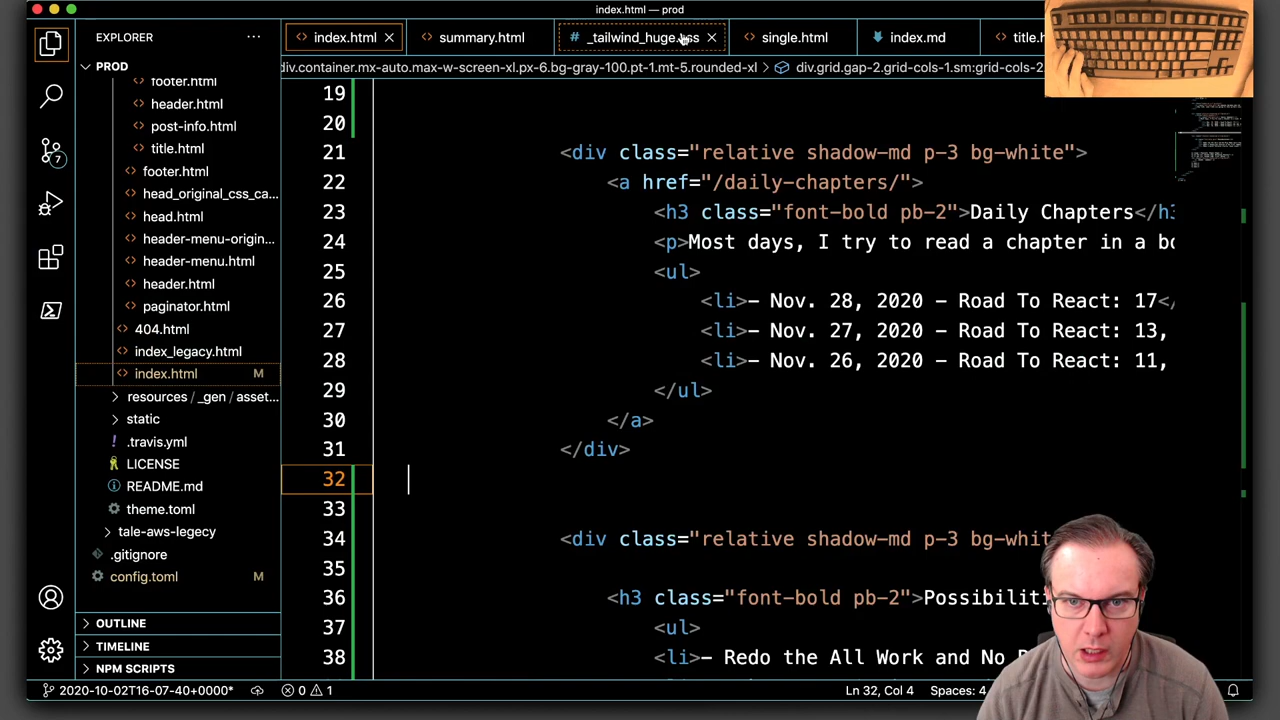 index.html — prod
EXPLORER
index.html
summary.html
_tailwind_huge.css
single.html
index.md
title.h
PROD
div.container.mx-auto.max-w-screen-xl.px-6.bg-gray-100.pt-1.mt-5.rounded-xl > div.grid.gap-2.grid-cols-1.sm:grid-cols-2
footer.html
header.html
post-info.html
title.html
footer.html
head_original_css_ca...
head.html
header-menu-origin...
header-menu.html
header.html
paginator.html
404.html
index_legacy.html
index.html M
resources / _gen / asset...
static
.travis.yml
LICENSE
README.md
theme.toml
tale-aws-legacy
.gitignore
config.toml M
OUTLINE
TIMELINE
NPM SCRIPTS
19
20
21 <div class="relative shadow-md p-3 bg-white">
22 <a href="/daily-chapters/">
23 <h3 class="font-bold pb-2">Daily Chapters</h3
24 <p>Most days, I try to read a chapter in a bo
25 <ul>
26 <li>– Nov. 28, 2020 – Road To React: 17</
27 <li>– Nov. 27, 2020 – Road To React: 13,
28 <li>– Nov. 26, 2020 – Road To React: 11,
29 </ul>
30 </a>
31 </div>
32
33
34 <div class="relative shadow-md p-3 bg-whit
35
36 <h3 class="font-bold pb-2">Possibiliti
37 <ul>
38 <li>– Redo the All Work and No
7
2020-10-02T16-07-40+0000*
0 1
Ln 32, Col 4
Spaces: 4